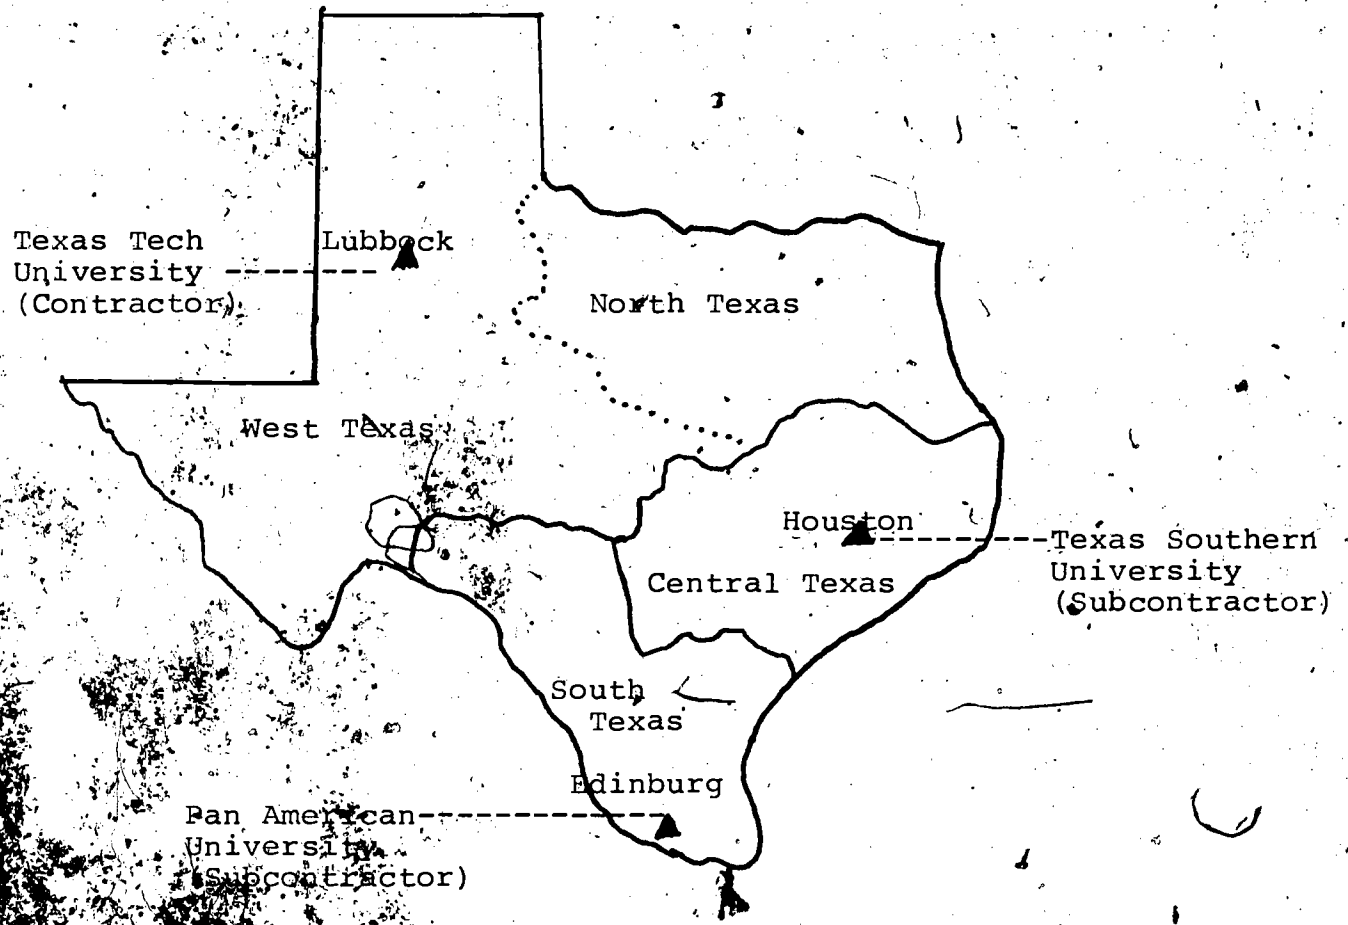 Texas Tech
University
(Contractor)
Lubbock
North Texas
West Texas
Houston
Texas Southern
University
(Subcontractor)
Central Texas
South
Texas
Edinburg
Pan American
University
(Subcontractor)